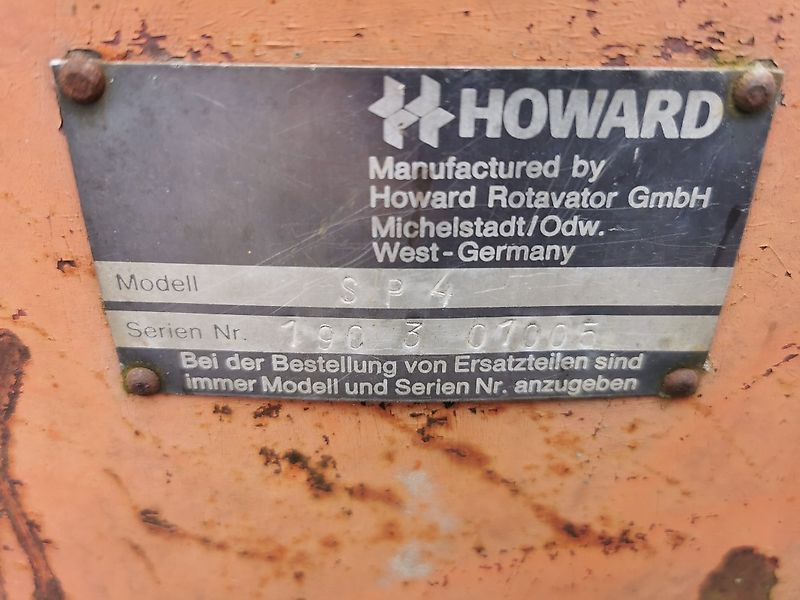 HOWARD
Manufactured by
Howard Rotavator GmbH
Michelstadt/Odw.
West-Germany
Modell SP4
Serien Nr. 190 3 01005
Bei der Bestellung von Ersatzteilen sind
immer Modell und Serien Nr. anzugeben